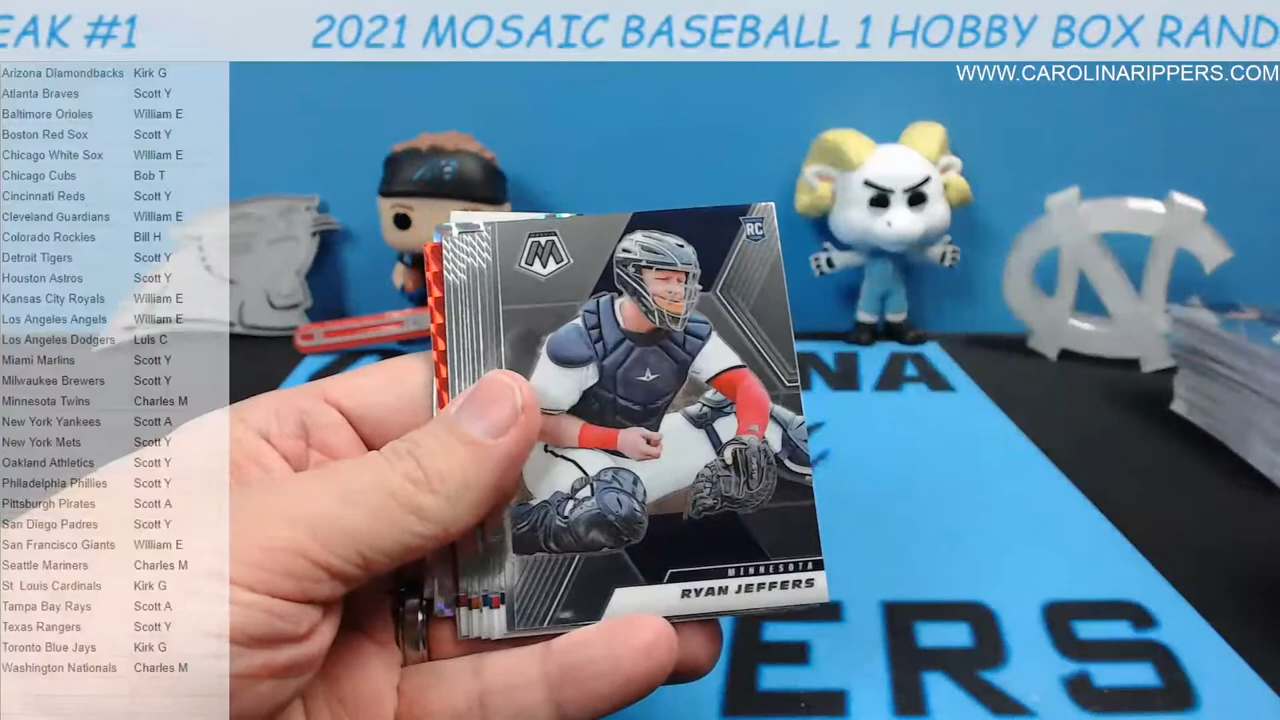 EAK #1 2021 MOSAIC BASEBALL 1 HOBBY BOX RAND
WWW.CAROLINARIPPERS.COM
Arizona Diamondbacks Kirk G
Atlanta Braves Scott Y
Baltimore Orioles William E
Boston Red Sox Scott Y
Chicago White Sox William E
Chicago Cubs Bob T
Cincinnati Reds Scott Y
Cleveland Guardians William E
Colorado Rockies Bill H
Detroit Tigers Scott Y
Houston Astros Scott Y
Kansas City Royals William E
Los Angeles Angels William E
Los Angeles Dodgers Luis C
Miami Marlins Scott Y
Milwaukee Brewers Scott Y
Minnesota Twins Charles M
New York Yankees Scott A
New York Mets Scott Y
Oakland Athletics Scott Y
Philadelphia Phillies Scott Y
Pittsburgh Pirates Scott A
San Diego Padres Scott Y
San Francisco Giants William E
Seattle Mariners Charles M
St Louis Cardinals Kirk G
Tampa Bay Rays Scott A
Texas Rangers Scott Y
Toronto Blue Jays Kirk G
Washington Nationals Charles M
RC
MINNESOTA
RYAN JEFFERS
NA
ERS